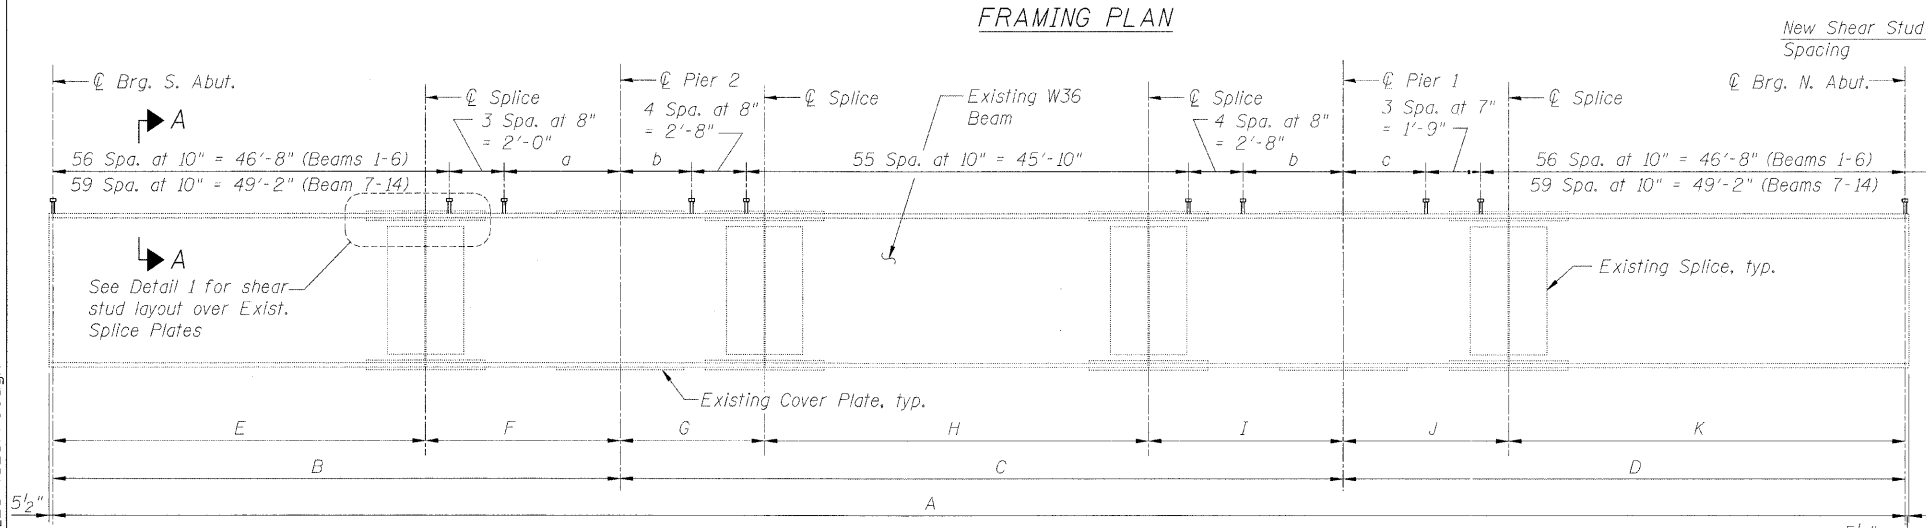 FRAMING PLAN
New Shear Stud
Spacing
℄ Brg. S. Abut.
℄ Pier 2
℄ Pier 1
℄ Brg. N. Abut.
℄ Splice
℄ Splice
Existing W36
Beam
℄ Splice
℄ Splice
A
3 Spa. at 8"
= 2'-0"
4 Spa. at 8"
= 2'-8"
4 Spa. at 8"
= 2'-8"
3 Spa. at 7"
= 1'-9"
56 Spa. at 10" = 46'-8" (Beams 1-6)
59 Spa. at 10" = 49'-2" (Beam 7-14)
a
b
55 Spa. at 10" = 45'-10"
b
c
56 Spa. at 10" = 46'-8" (Beams 1-6)
59 Spa. at 10" = 49'-2" (Beams 7-14)
A
See Detail 1 for shear
stud layout over Exist.
Splice Plates
Existing Splice, typ.
Existing Cover Plate, typ.
E
F
G
H
I
J
K
B
C
D
5½"
A